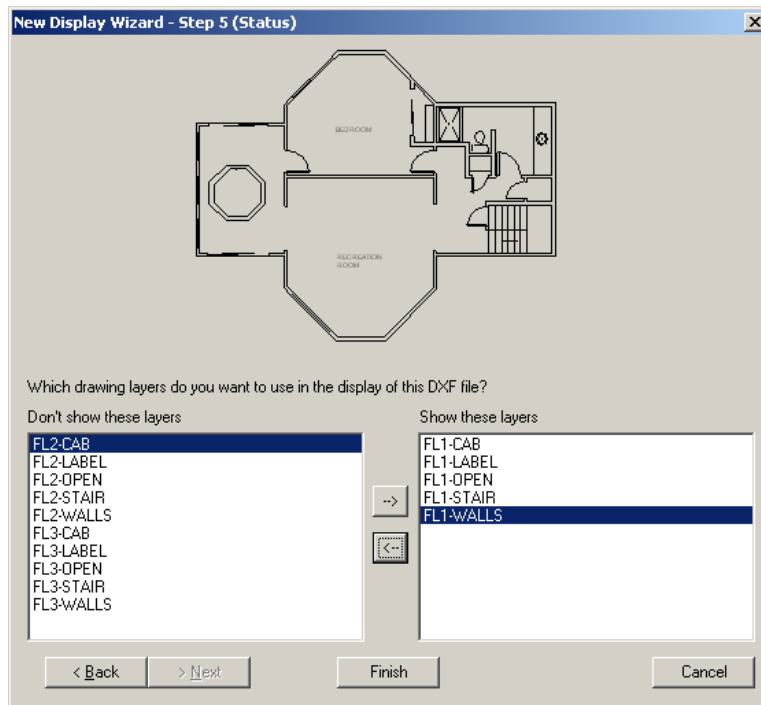 New Display Wizard - Step 5 (Status)
BEDROOM
RECREATION
ROOM
Which drawing layers do you want to use in the display of this DXF file?
Don't show these layers
Show these layers
FL2-CAB
FL2-LABEL
FL2-OPEN
FL2-STAIR
FL2-WALLS
FL3-CAB
FL3-LABEL
FL3-OPEN
FL3-STAIR
FL3-WALLS
-->
<--
FL1-CAB
FL1-LABEL
FL1-OPEN
FL1-STAIR
FL1-WALLS
< Back
> Next
Finish
Cancel